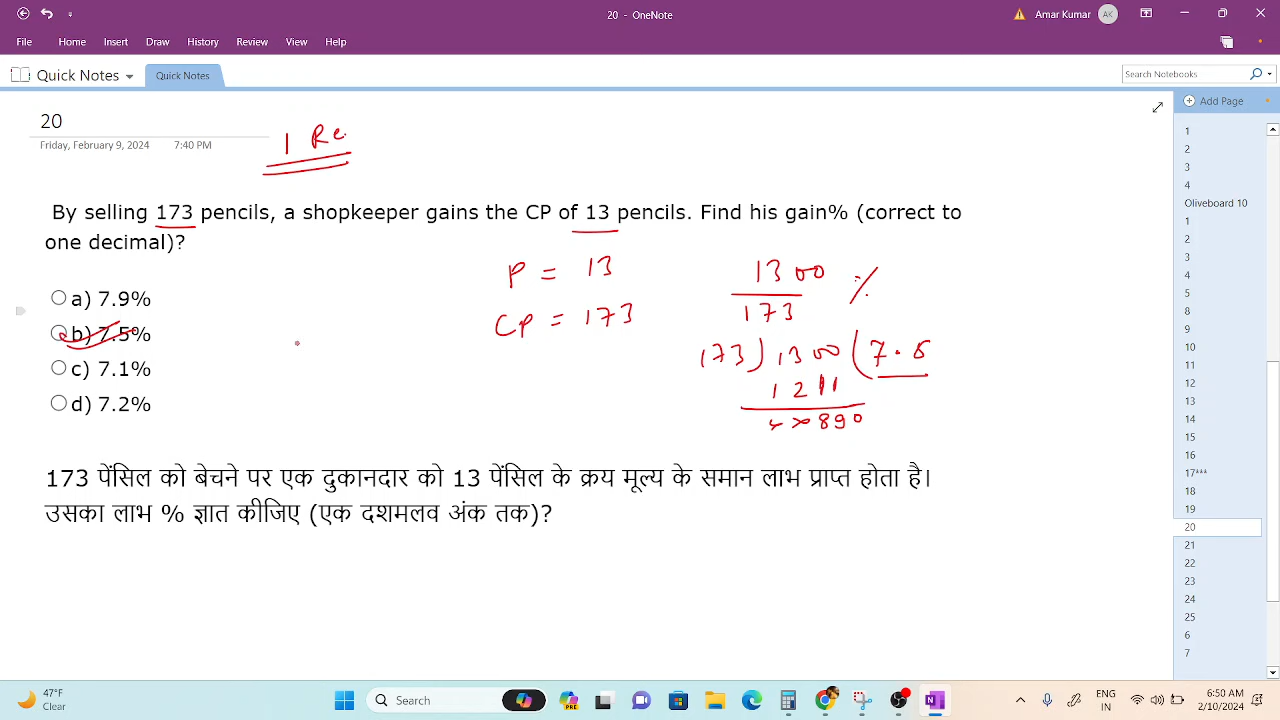 20 - OneNote
Amar Kumar AK
File Home Insert Draw History Review View Help
Quick Notes
Quick Notes
Search Notebooks
20
Friday, February 9, 2024 7:40 PM
1 Re.
By selling 173 pencils, a shopkeeper gains the CP of 13 pencils. Find his gain% (correct to
one decimal)?
a) 7.9%
b) 7.5%
c) 7.1%
d) 7.2%
P = 13
CP = 173
1300 %
173
173 ) 1300 ( 7.5
1211
××890
173 पेंसिल को बेचने पर एक दुकानदार को 13 पेंसिल के क्रय मूल्य के समान लाभ प्राप्त होता है।
उसका लाभ % ज्ञात कीजिए (एक दशमलव अंक तक)?
Add Page
1
2
3
4
Oliveboard 10
1
2
3
4
5
8
9
10
11
12
13
14
15
16
17***
18
19
20
21
22
23
24
25
6
7
47°F
Clear
Search
PRE
ENG
IN
6:30 AM
2/10/2024